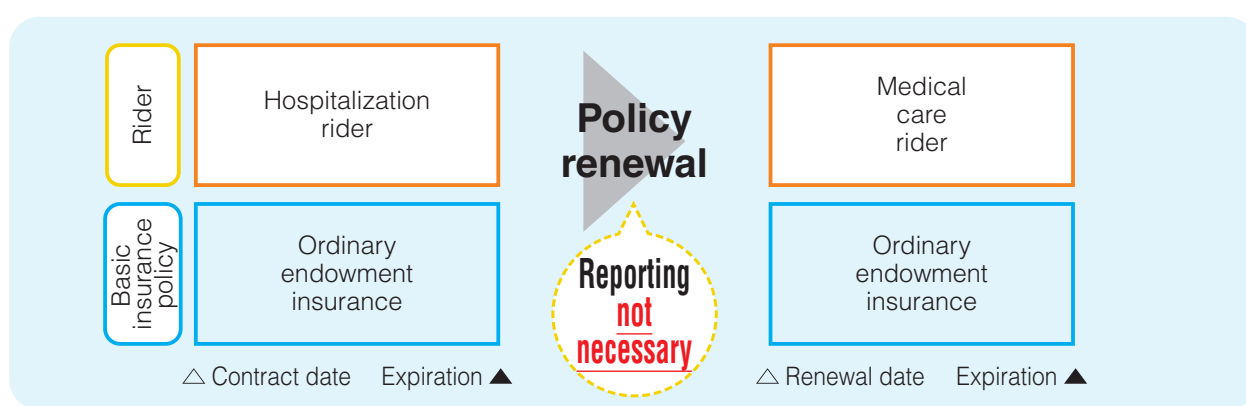 Rider
Hospitalization
rider
Policy
renewal
Medical
care
rider
Basic
insurance
policy
Ordinary
endowment
insurance
Reporting
not
necessary
Ordinary
endowment
insurance
△ Contract date Expiration ▲
△ Renewal date Expiration ▲